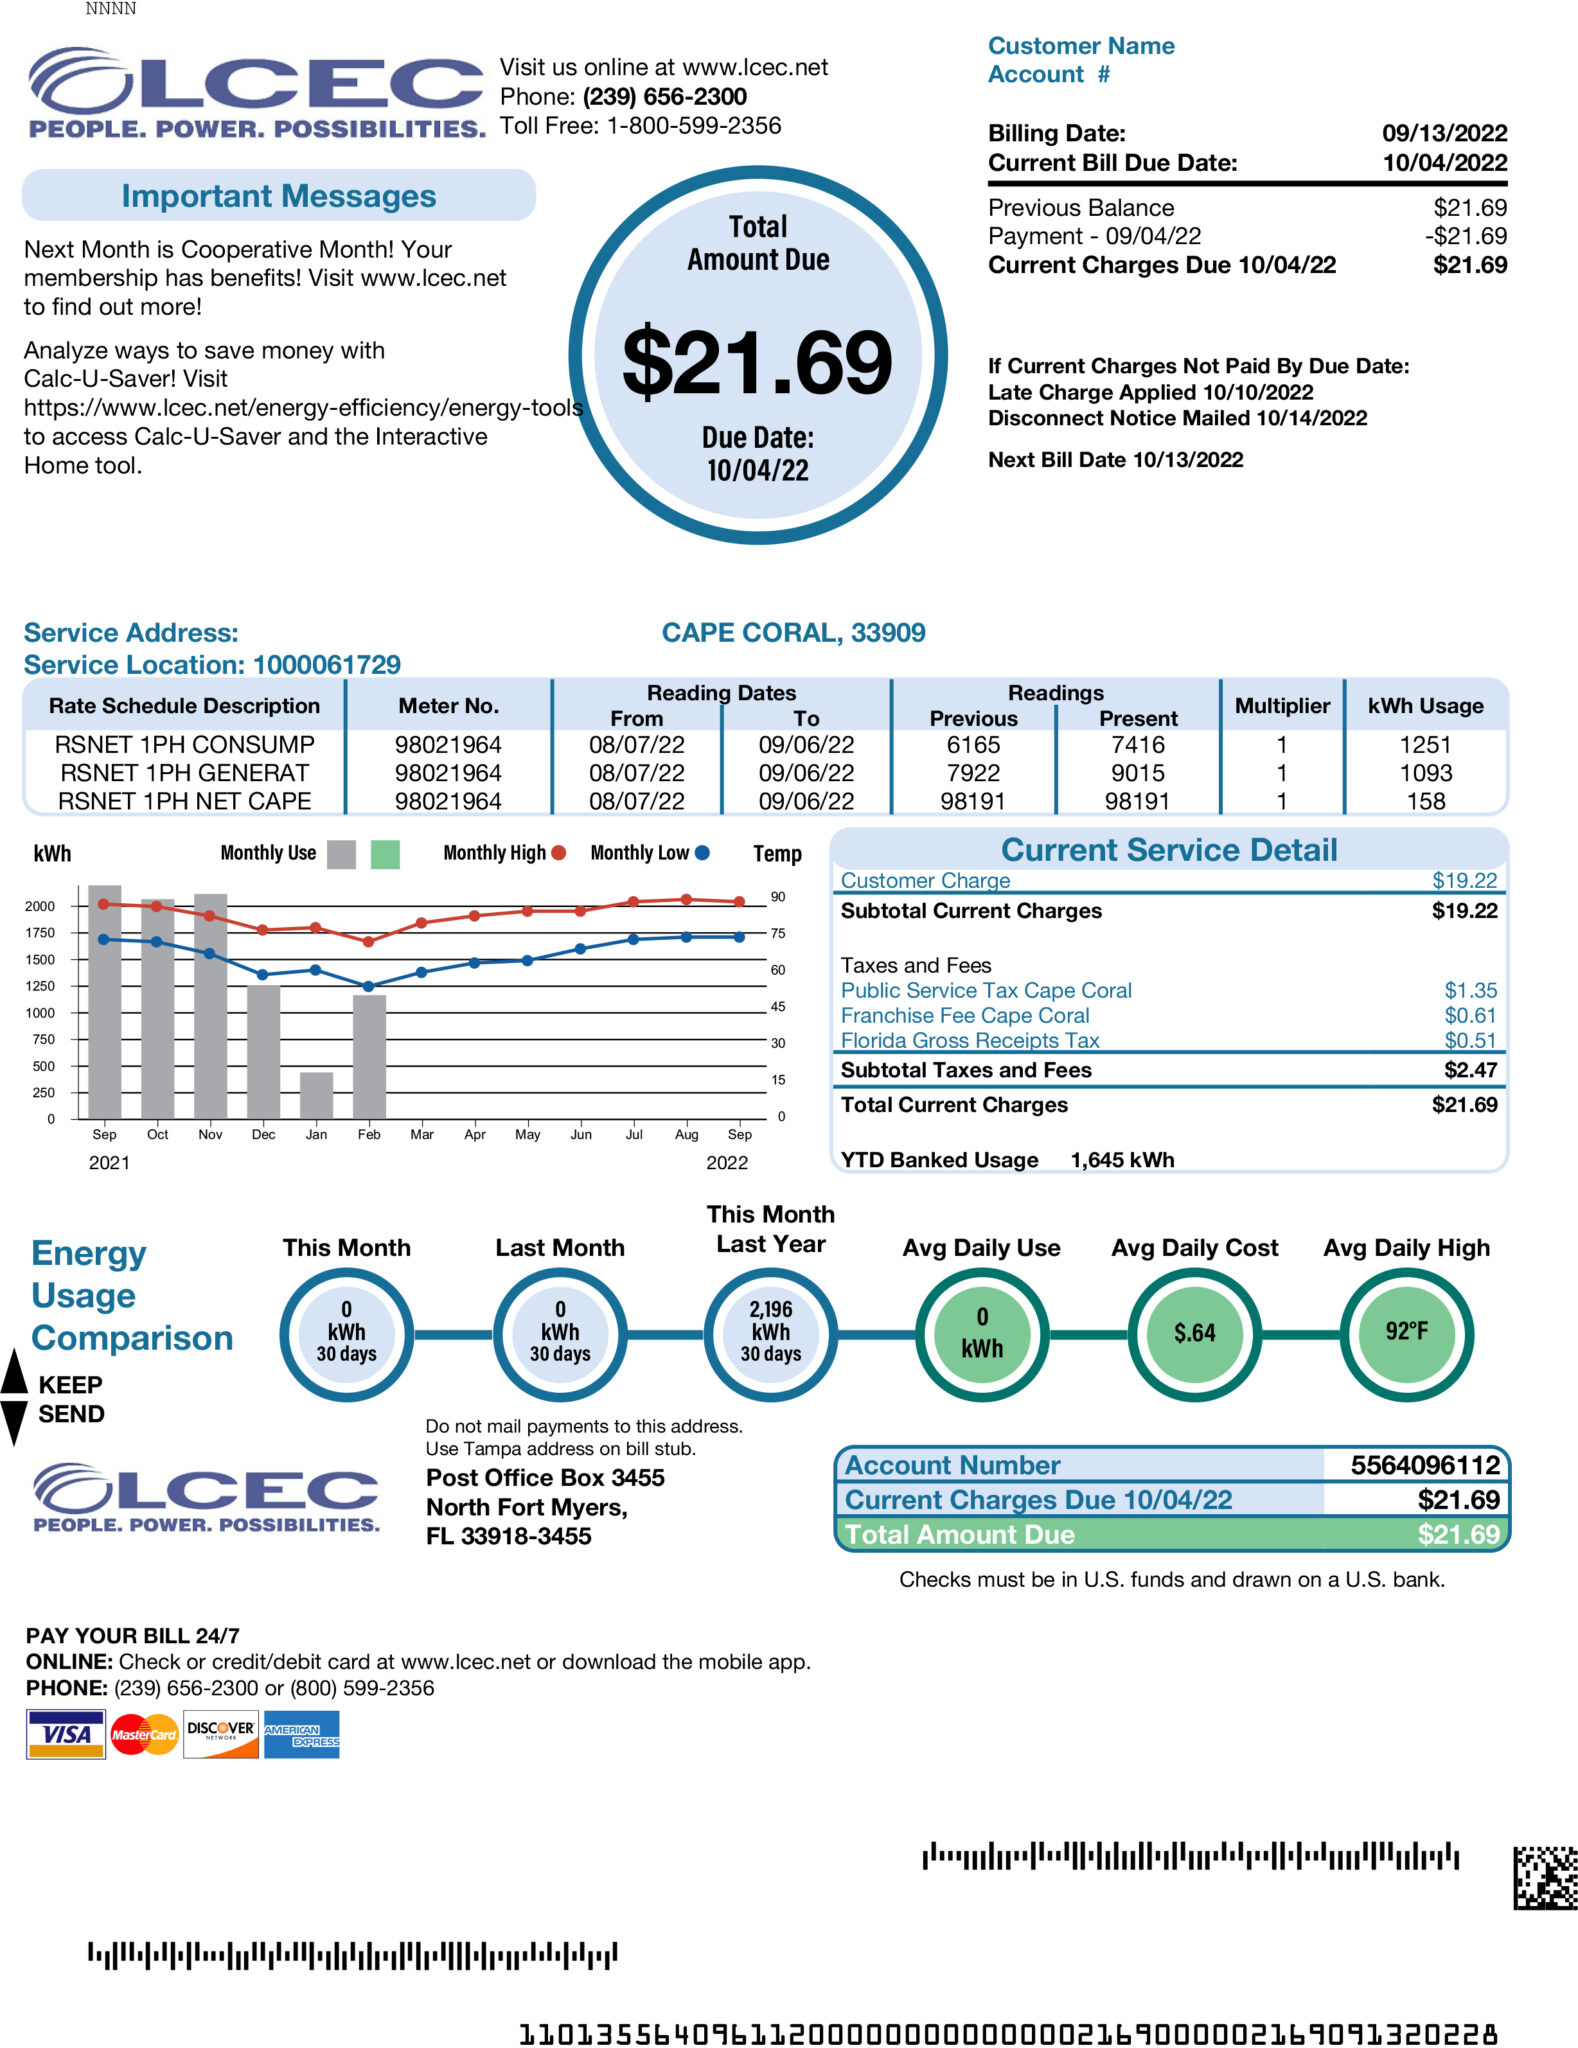 NNNN
LCEC
PEOPLE. POWER. POSSIBILITIES.
Visit us online at www.lcec.net
Phone: (239) 656-2300
Toll Free: 1-800-599-2356
Customer Name
Account #
Billing Date: 09/13/2022
Current Bill Due Date: 10/04/2022
Previous Balance $21.69
Payment - 09/04/22 -$21.69
Current Charges Due 10/04/22 $21.69
If Current Charges Not Paid By Due Date:
Late Charge Applied 10/10/2022
Disconnect Notice Mailed 10/14/2022
Next Bill Date 10/13/2022
Important Messages
Next Month is Cooperative Month! Your
membership has benefits! Visit www.lcec.net
to find out more!
Analyze ways to save money with
Calc-U-Saver! Visit
https://www.lcec.net/energy-efficiency/energy-tools
to access Calc-U-Saver and the Interactive
Home tool.
Total
Amount Due
$21.69
Due Date:
10/04/22
Service Address: CAPE CORAL, 33909
Service Location: 1000061729
Rate Schedule Description Meter No. Reading Dates Readings Multiplier kWh Usage
From To Previous Present
RSNET 1PH CONSUMP 98021964 08/07/22 09/06/22 6165 7416 1 1251
RSNET 1PH GENERAT 98021964 08/07/22 09/06/22 7922 9015 1 1093
RSNET 1PH NET CAPE 98021964 08/07/22 09/06/22 98191 98191 1 158
kWh Monthly Use Monthly High Monthly Low Temp
2000 90
1750 75
1500 60
1250
1000 45
750 30
500
250 15
0 0
Sep Oct Nov Dec Jan Feb Mar Apr May Jun Jul Aug Sep
2021 2022
Current Service Detail
Customer Charge $19.22
Subtotal Current Charges $19.22
Taxes and Fees
Public Service Tax Cape Coral $1.35
Franchise Fee Cape Coral $0.61
Florida Gross Receipts Tax $0.51
Subtotal Taxes and Fees $2.47
Total Current Charges $21.69
YTD Banked Usage 1,645 kWh
Energy
Usage
Comparison
This Month
0
kWh
30 days
Last Month
0
kWh
30 days
This Month
Last Year
2,196
kWh
30 days
Avg Daily Use
0
kWh
Avg Daily Cost
$.64
Avg Daily High
92°F
KEEP
SEND
LCEC
PEOPLE. POWER. POSSIBILITIES.
Do not mail payments to this address.
Use Tampa address on bill stub.
Post Office Box 3455
North Fort Myers,
FL 33918-3455
Account Number 5564096112
Current Charges Due 10/04/22 $21.69
Total Amount Due $21.69
Checks must be in U.S. funds and drawn on a U.S. bank.
PAY YOUR BILL 24/7
ONLINE: Check or credit/debit card at www.lcec.net or download the mobile app.
PHONE: (239) 656-2300 or (800) 599-2356
VISA MasterCard DISCOVER NETWORK AMERICAN EXPRESS
1101355640961120000000000000002169000002169091320228